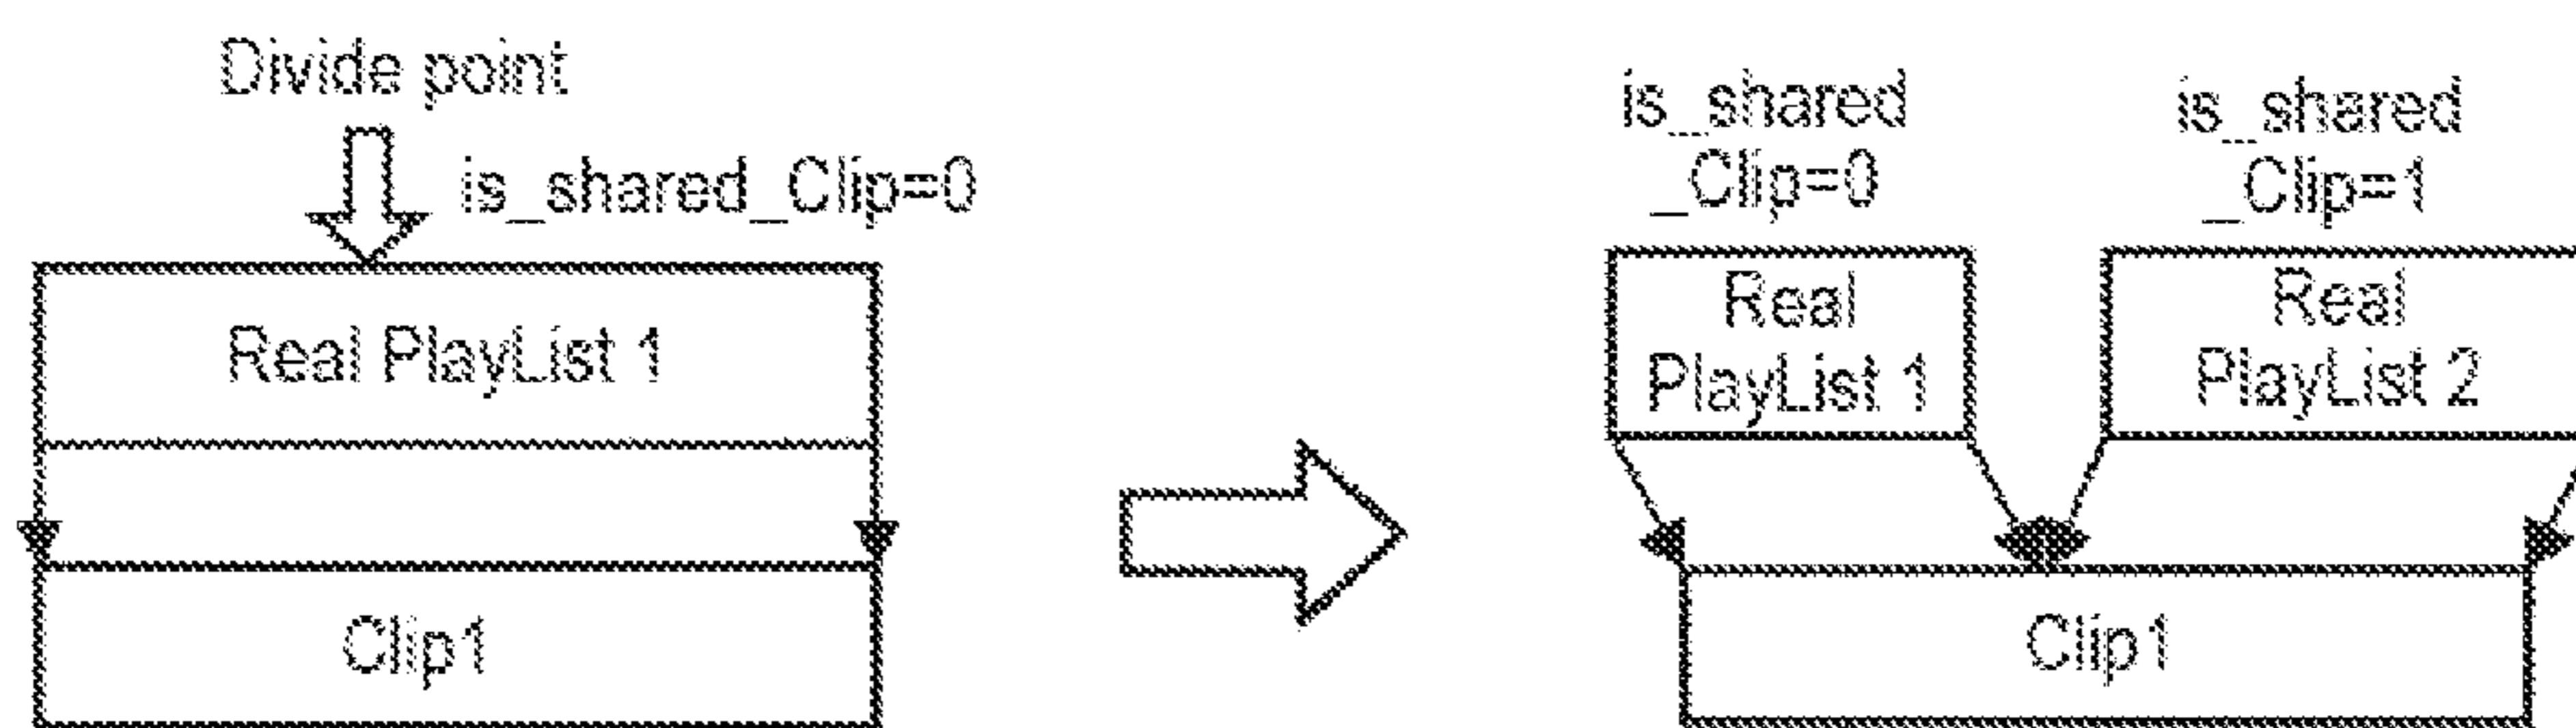 Divide point
is_shared_Clip=0
Real PlayList 1
Clip1
is_shared
_Clip=0
is_shared
_Clip=1
Real
PlayList 1
Real
PlayList 2
Clip1